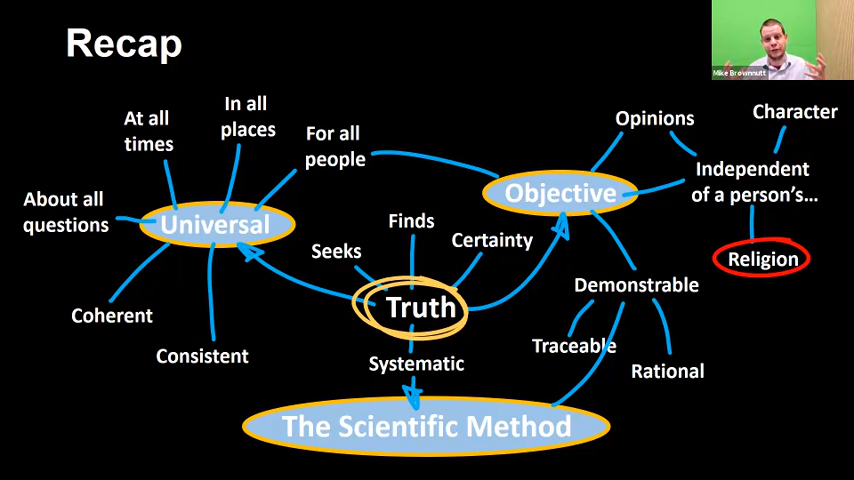 Recap
Mike Brownnutt
At all
times
In all
places
For all
people
Opinions
Character
About all
questions
Universal
Objective
Independent
of a person's...
Finds
Seeks
Certainty
Religion
Coherent
Truth
Demonstrable
Consistent
Systematic
Traceable
Rational
The Scientific Method